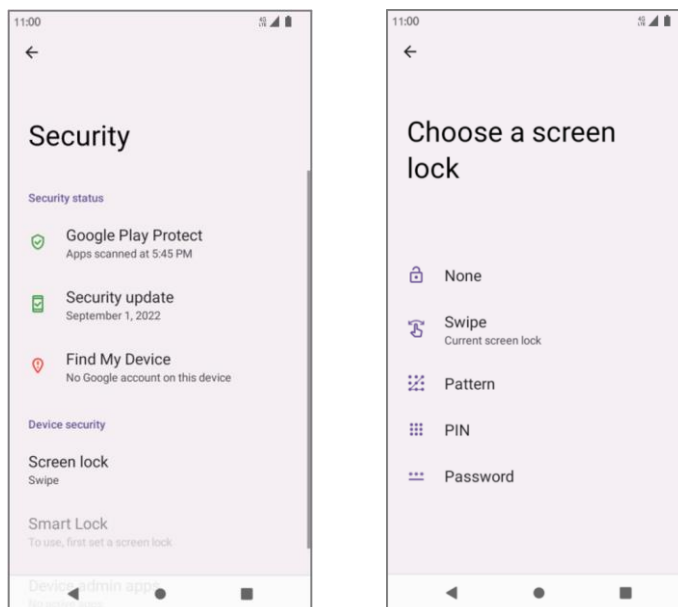 11:00
Security
Security status
Google Play Protect
Apps scanned at 5:45 PM
Security update
September 1, 2022
Find My Device
No Google account on this device
Device security
Screen lock
Swipe
Smart Lock
To use, first set a screen lock
Device admin apps
11:00
Choose a screen
lock
None
Swipe
Current screen lock
Pattern
PIN
Password